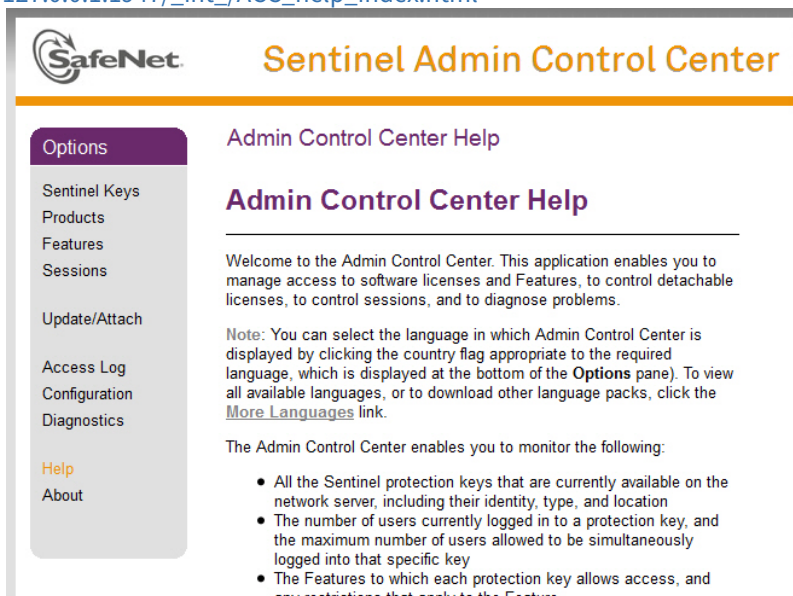 SafeNet.
Sentinel Admin Control Center
Options
Sentinel Keys
Products
Features
Sessions
Update/Attach
Access Log
Configuration
Diagnostics
Help
About
Admin Control Center Help
Admin Control Center Help
Welcome to the Admin Control Center. This application enables you to
manage access to software licenses and Features, to control detachable
licenses, to control sessions, and to diagnose problems.
Note: You can select the language in which Admin Control Center is
displayed by clicking the country flag appropriate to the required
language, which is displayed at the bottom of the Options pane). To view
all available languages, or to download other language packs, click the
More Languages link.
The Admin Control Center enables you to monitor the following:
● All the Sentinel protection keys that are currently available on the
network server, including their identity, type, and location
● The number of users currently logged in to a protection key, and
the maximum number of users allowed to be simultaneously
logged into that specific key
● The Features to which each protection key allows access, and
any restrictions that apply to the Feature